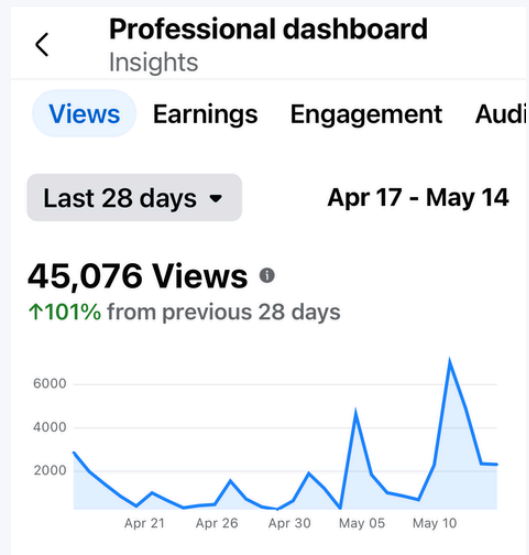 Professional dashboard
Insights
Views Earnings Engagement Audi
Last 28 days Apr 17 - May 14
45,076 Views
↑101% from previous 28 days
6000
4000
2000
Apr 21 Apr 26 Apr 30 May 05 May 10